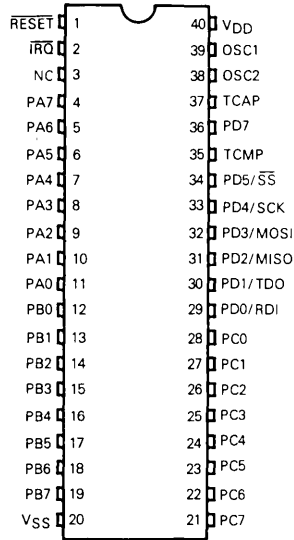 R̅E̅S̅E̅T̅ 1 40 VDD
I̅R̅Q̅ 2 39 OSC1
NC 3 38 OSC2
PA7 4 37 TCAP
PA6 5 36 PD7
PA5 6 35 TCMP
PA4 7 34 PD5/S̅S̅
PA3 8 33 PD4/SCK
PA2 9 32 PD3/MOSI
PA1 10 31 PD2/MISO
PA0 11 30 PD1/TDO
PB0 12 29 PD0/RDI
PB1 13 28 PC0
PB2 14 27 PC1
PB3 15 26 PC2
PB4 16 25 PC3
PB5 17 24 PC4
PB6 18 23 PC5
PB7 19 22 PC6
VSS 20 21 PC7